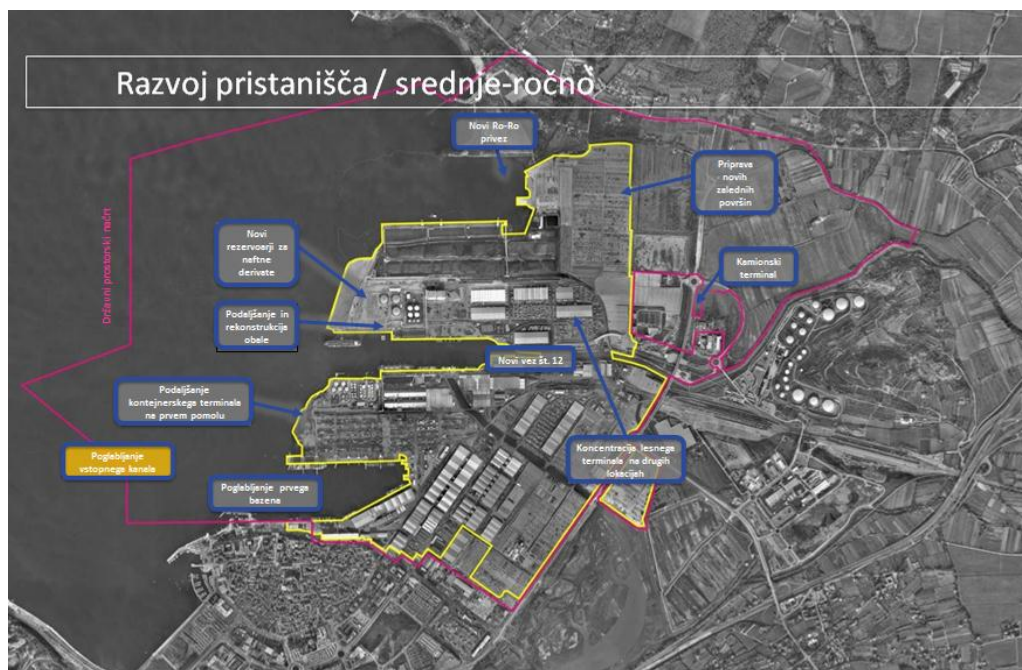 Razvoj pristanišča / srednje-ročno
Novi Ro-Ro
privez
Priprava
novih
zalednih
površin
Državni prostorski načrt
Novi
rezervoarji za
naftne
derivate
Kamionski
terminal
Podaljšanje in
rekonstrukcija
obale
Novi vez št. 12
Podaljšanje
kontejnerskega terminala
na prvem pomolu
Poglabljanje
vstopnega kanala
Poglabljanje prvega
bazena
Koncentracija lesnega
terminala na drugih
lokacijah